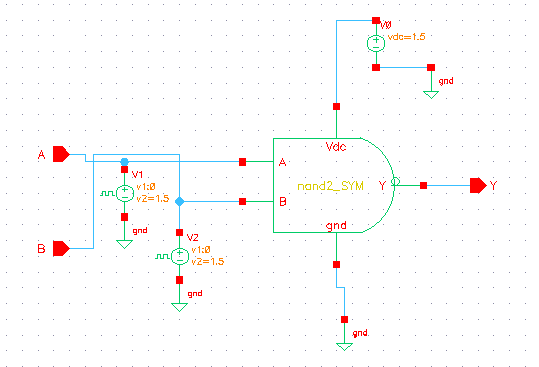 V0
vdc=1.5
gnd
Vdc
A
V1
A
v1:0
nand2_SYM
Y
Y
v2=1.5
B
gnd
gnd
B
V2
v1:0
v2=1.5
gnd
gnd